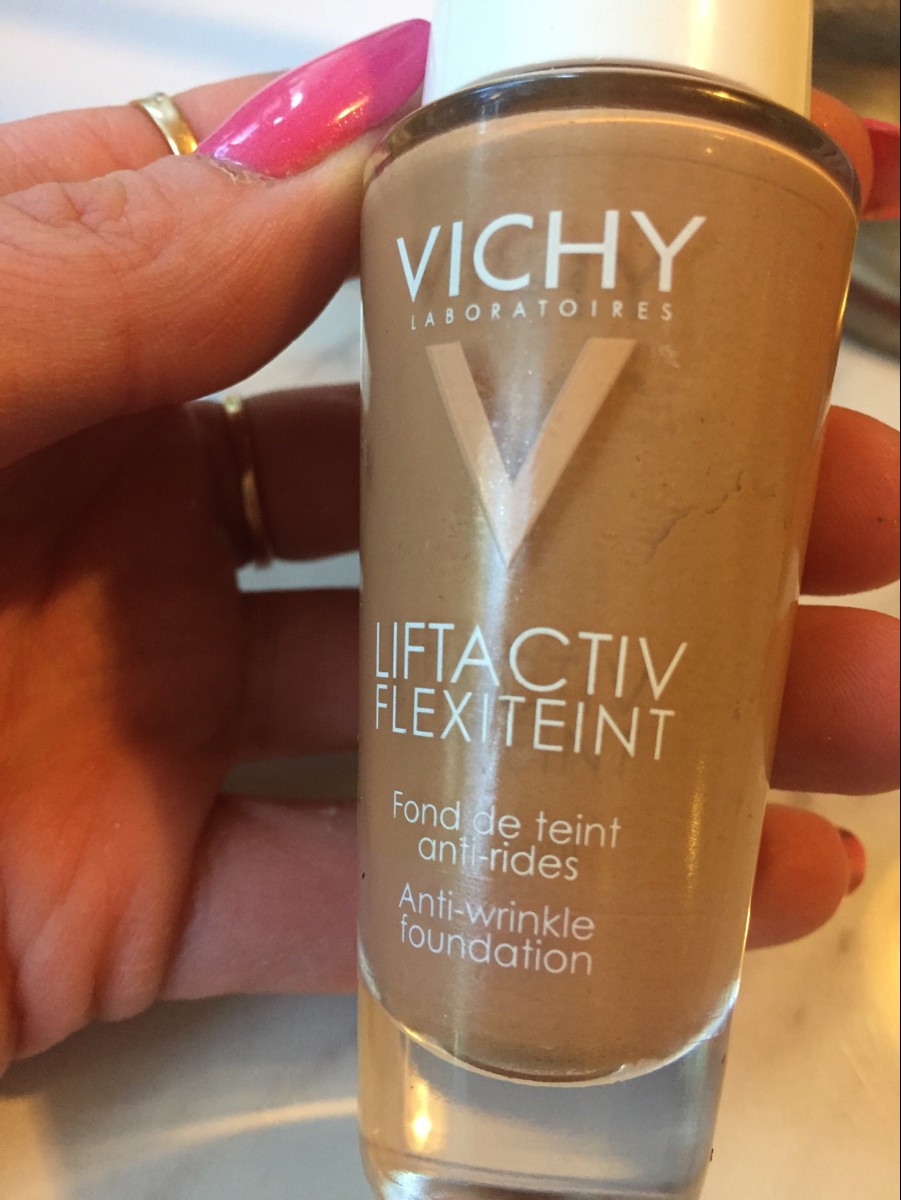 VICHY
LABORATOIRES
LIFTACTIV
FLEXITEINT
Fond de teint
anti-rides
Anti-wrinkle
foundation